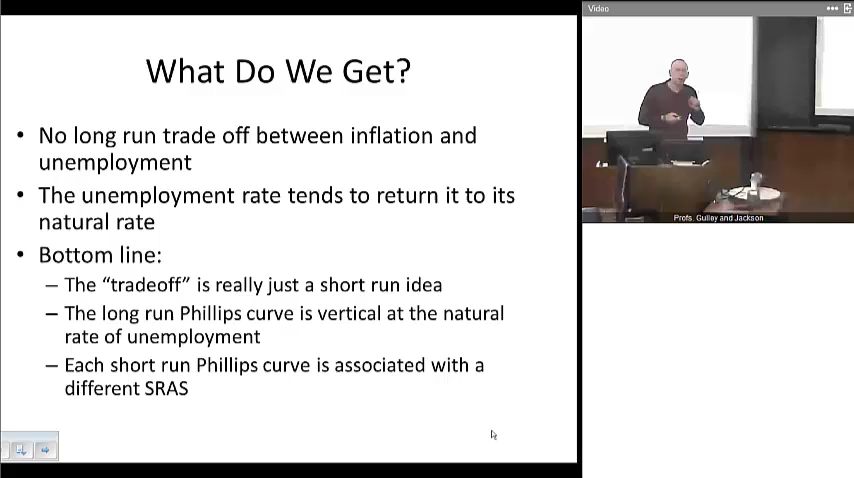 What Do We Get?
• No long run trade off between inflation and
unemployment
• The unemployment rate tends to return it to its
natural rate
• Bottom line:
– The “tradeoff” is really just a short run idea
– The long run Phillips curve is vertical at the natural
rate of unemployment
– Each short run Phillips curve is associated with a
different SRAS
Video
Profs. Gulley and Jackson